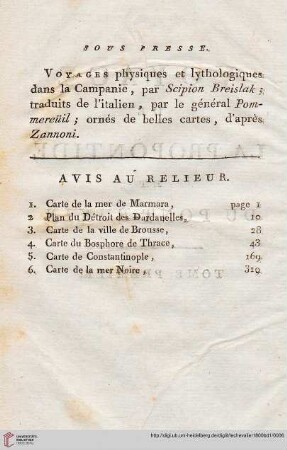 SOUS PRESSE.
VOYAGES physiques et lythologiques
dans la Campanie, par Scipion Breislak;
traduits de l'italien, par le général Pom-
mereüil; ornés de belles cartes, d'après
Zannoni.
AVIS AU RELIEUR.
1. Carte de la mer de Marmara, page 1
2 Plan du Détroit des Dardanelles, 10
3. Carte de la ville de Brousse, 28
4. Carte du Bosphore de Thrace, 48
5. Carte de Constantinople, 169
6. Carte de la mer Noire, 319